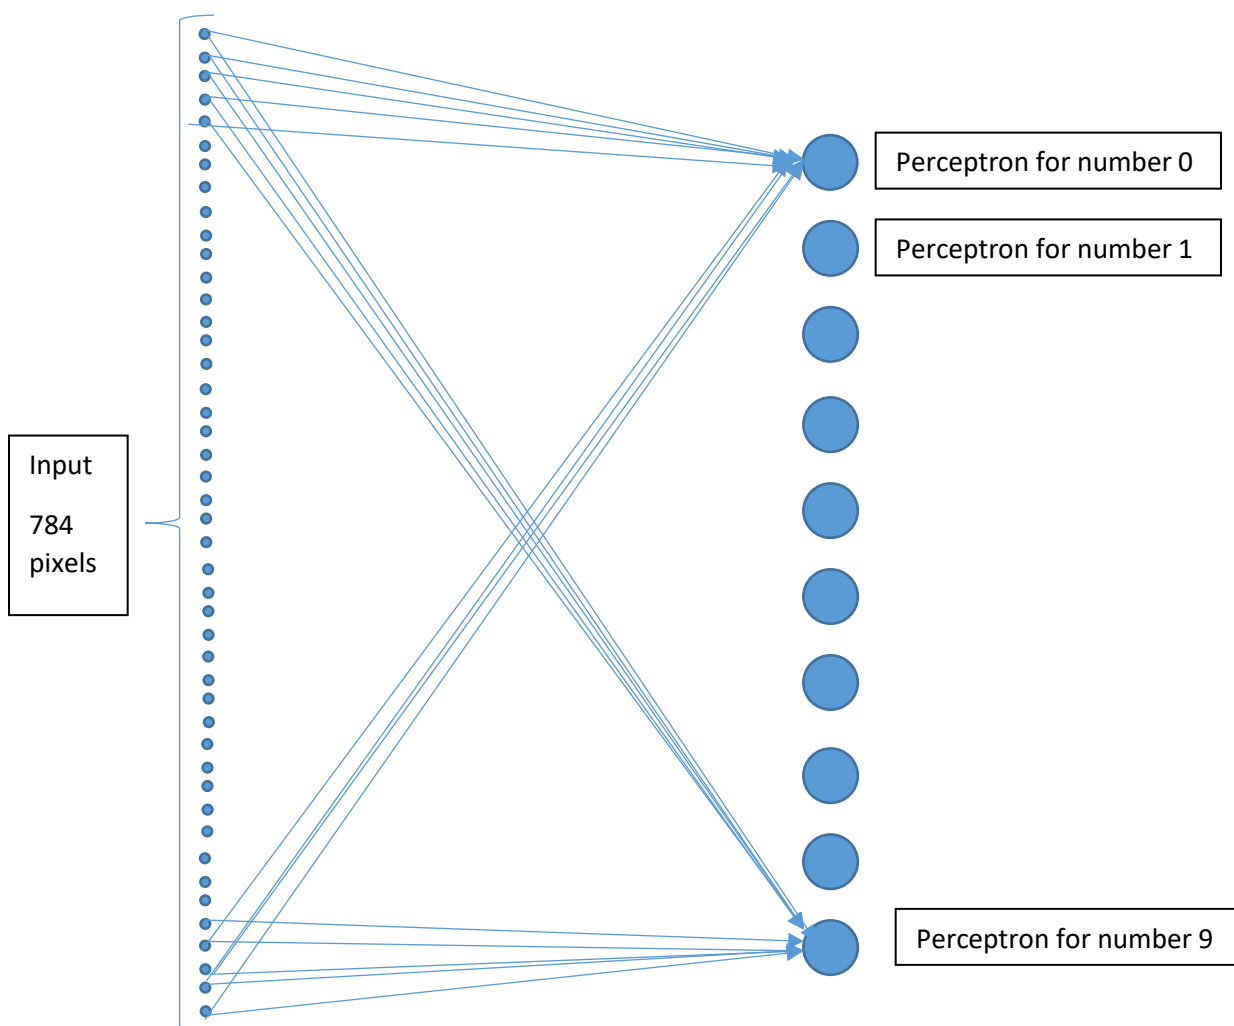 Perceptron for number 0
Perceptron for number 1
Input
784
pixels
Perceptron for number 9